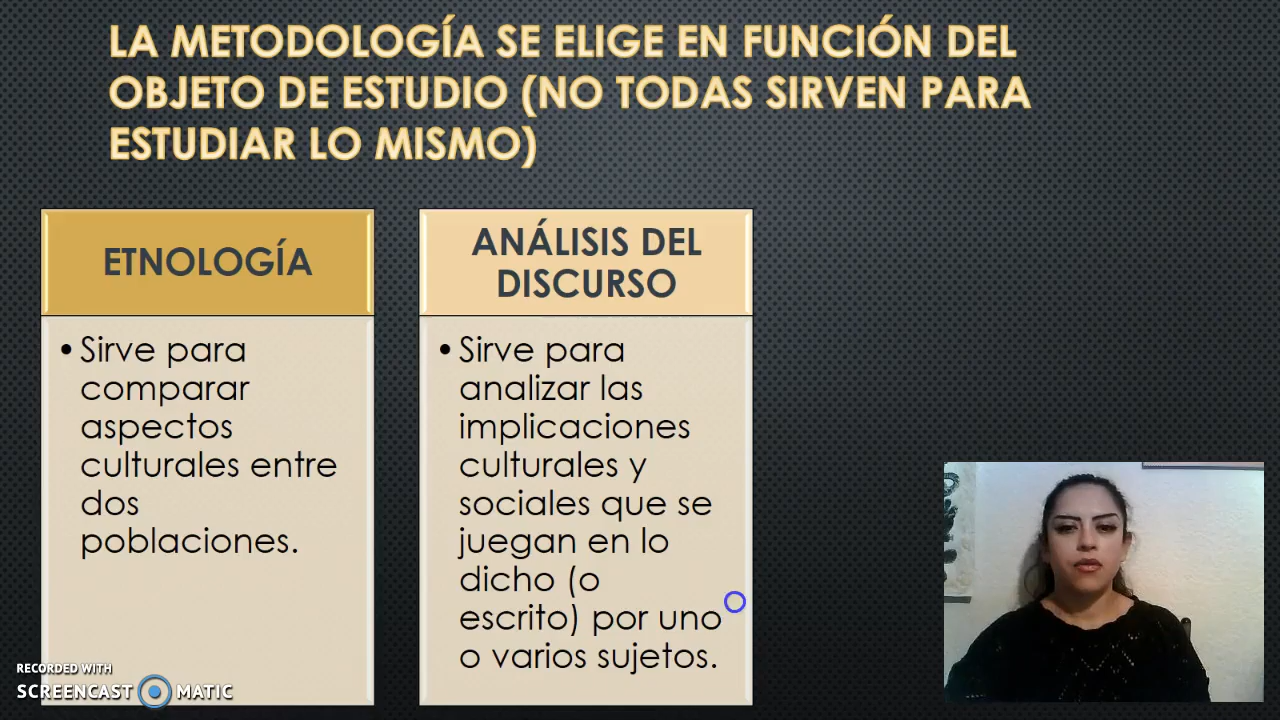 LA METODOLOGÍA SE ELIGE EN FUNCIÓN DEL
OBJETO DE ESTUDIO (NO TODAS SIRVEN PARA
ESTUDIAR LO MISMO)
ETNOLOGÍA
•Sirve para
comparar
aspectos
culturales entre
dos
poblaciones.
ANÁLISIS DEL
DISCURSO
•Sirve para
analizar las
implicaciones
culturales y
sociales que se
juegan en lo
dicho (o
escrito) por uno
o varios sujetos.
RECORDED WITH
SCREENCAST MATIC